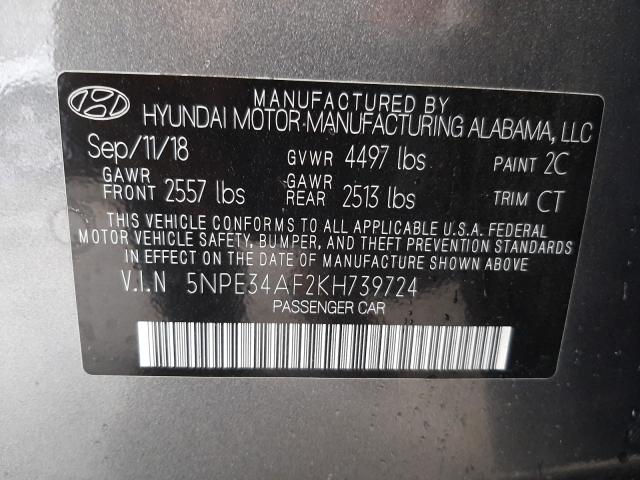 MANUFACTURED BY
HYUNDAI MOTOR MANUFACTURING ALABAMA, LLC
Sep/11/18 GVWR 4497 lbs PAINT 2C
GAWR FRONT 2557 lbs GAWR REAR 2513 lbs TRIM CT
THIS VEHICLE CONFORMS TO ALL APPLICABLE U.S.A. FEDERAL
MOTOR VEHICLE SAFETY, BUMPER, AND THEFT PREVENTION STANDARDS
IN EFFECT ON THE DATE OF MANUFACTURE SHOWN ABOVE.
V.I.N 5NPE34AF2KH739724
PASSENGER CAR